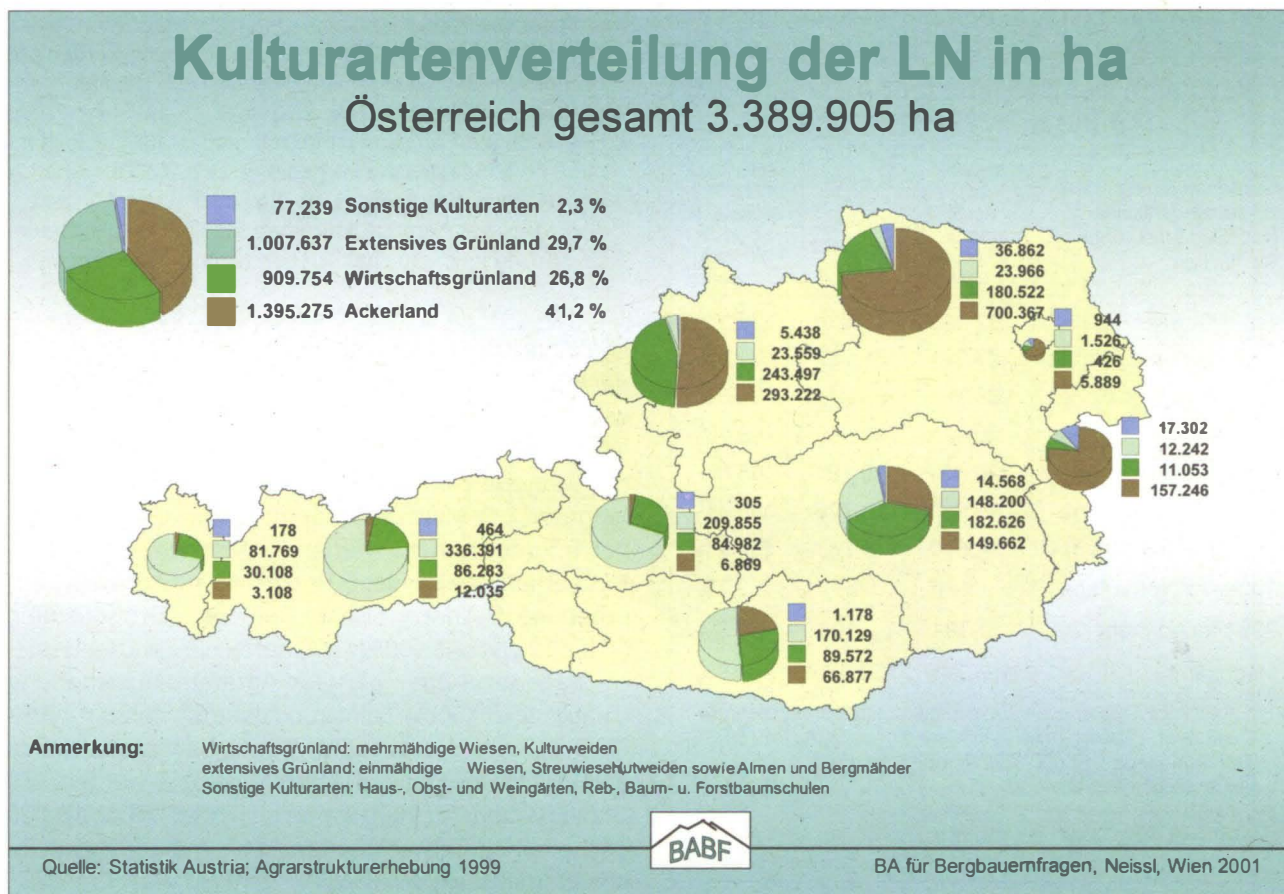 Kulturartenverteilung der LN in ha
Österreich gesamt 3.389.905 ha
77.239 Sonstige Kulturarten 2,3 %
1.007.637 Extensives Grünland 29,7 %
909.754 Wirtschaftsgrünland 26,8 %
1.395.275 Ackerland 41,2 %
36.862
23.966
180.522
700.367
944
1.526
426
5.889
5.438
23.559
243.497
293.222
17.302
12.242
11.053
157.246
14.568
148.200
182.626
149.662
305
209.855
84.982
6.869
178
81.769
30.108
3.108
464
336.391
86.283
12.035
1.178
170.129
89.572
66.877
Anmerkung:
Wirtschaftsgrünland: mehrmähdige Wiesen, Kulturweiden
extensives Grünland: einmähdige Wiesen, Streuwiesen, Hutweiden sowie Almen und Bergmähder
Sonstige Kulturarten: Haus-, Obst- und Weingärten, Reb-, Baum- u. Forstbaumschulen
BABF
Quelle: Statistik Austria; Agrarstrukturerhebung 1999
BA für Bergbauernfragen, Neissl, Wien 2001